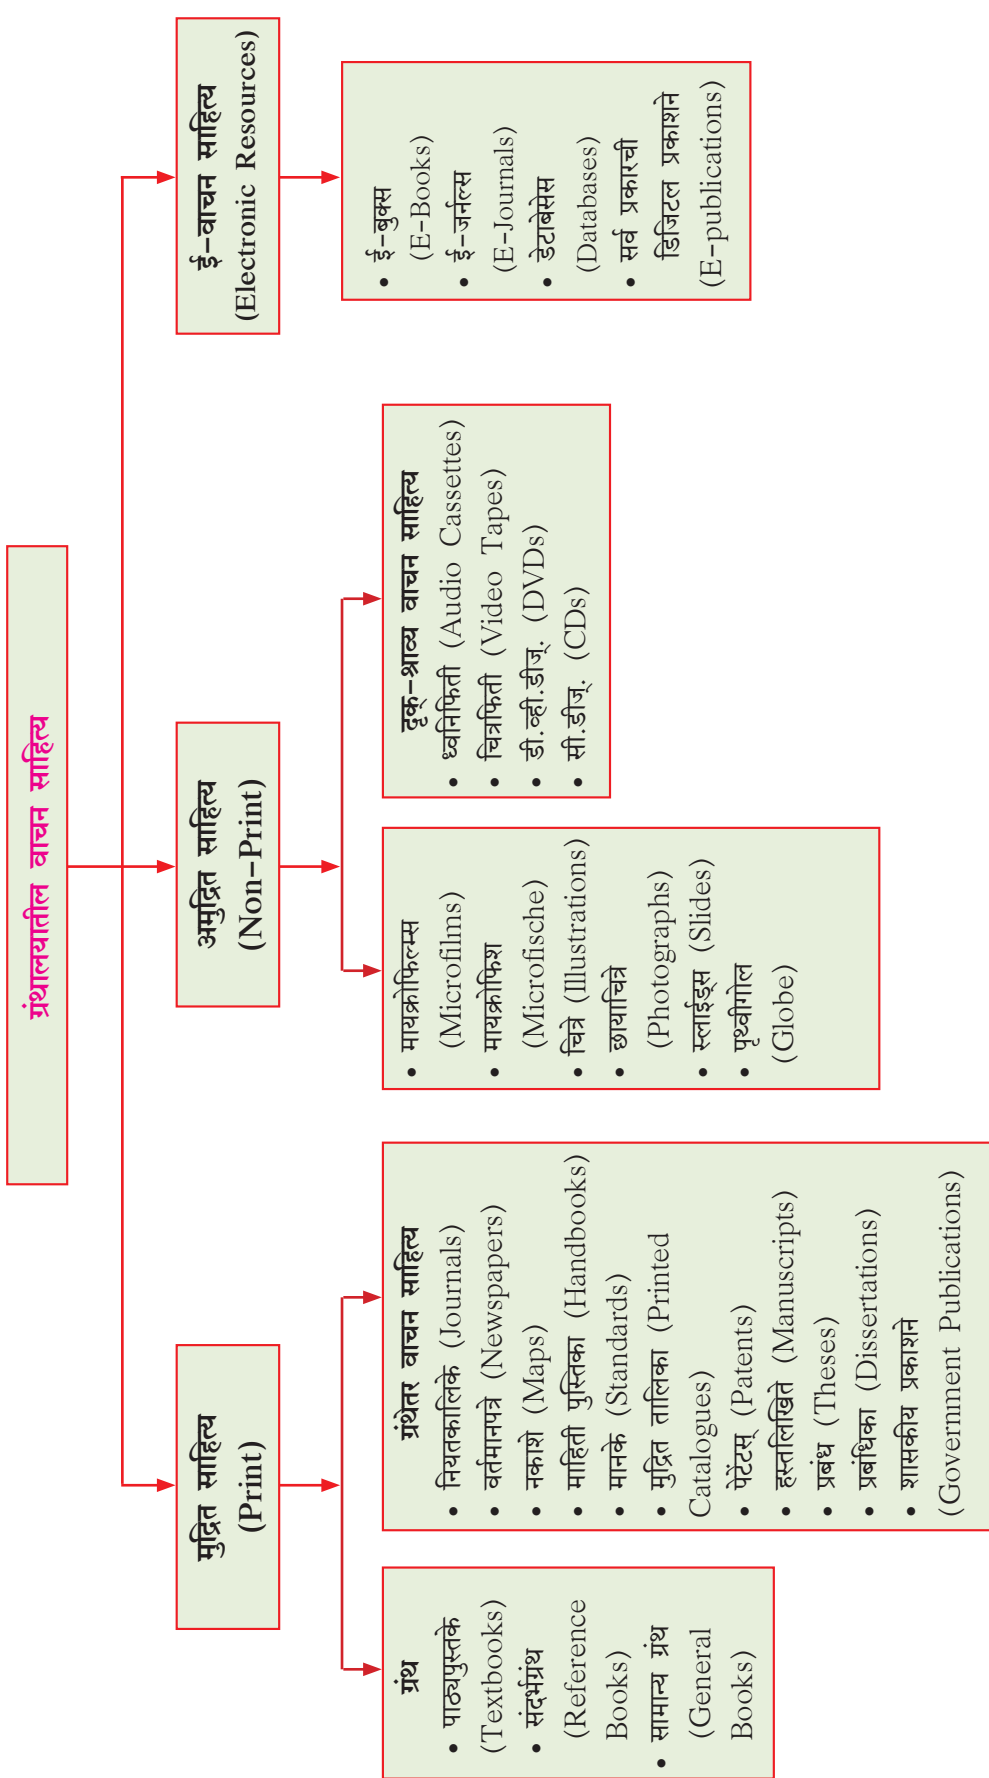 ग्रंथालयातील वाचन साहित्य
मुद्रित साहित्य
(Print)
ग्रंथ
• पाठ्यपुस्तके
(Textbooks)
• संदर्भग्रंथ
(Reference
Books)
• सामान्य ग्रंथ
(General
Books)
ग्रंथेतर वाचन साहित्य
• नियतकालिके (Journals)
• वर्तमानपत्रे (Newspapers)
• नकाशे (Maps)
• माहिती पुस्तिका (Handbooks)
• मानके (Standards)
• मुद्रित तालिका (Printed
Catalogues)
• पेटेंटस् (Patents)
• हस्तलिखिते (Manuscripts)
• प्रबंध (Theses)
• प्रबंधिका (Dissertations)
• शासकीय प्रकाशने
(Government Publications)
अमुद्रित साहित्य
(Non-Print)
• मायक्रोफिल्म्स
(Microfilms)
• मायक्रोफिश
(Microfische)
• चित्रे (Illustrations)
• छायाचित्रे
(Photographs)
• स्लाईड्स (Slides)
• पृथ्वीगोल
(Globe)
दृक्-श्राव्य वाचन साहित्य
• ध्वनिफिती (Audio Cassettes)
• चित्रफिती (Video Tapes)
• डी.व्ही.डीज्. (DVDs)
• सी.डीज्. (CDs)
ई-वाचन साहित्य
(Electronic Resources)
• ई-बुक्स
(E-Books)
• ई-जर्नल्स
(E-Journals)
• डेटाबेसेस
(Databases)
• सर्व प्रकारची
डिजिटल प्रकाशने
(E-publications)